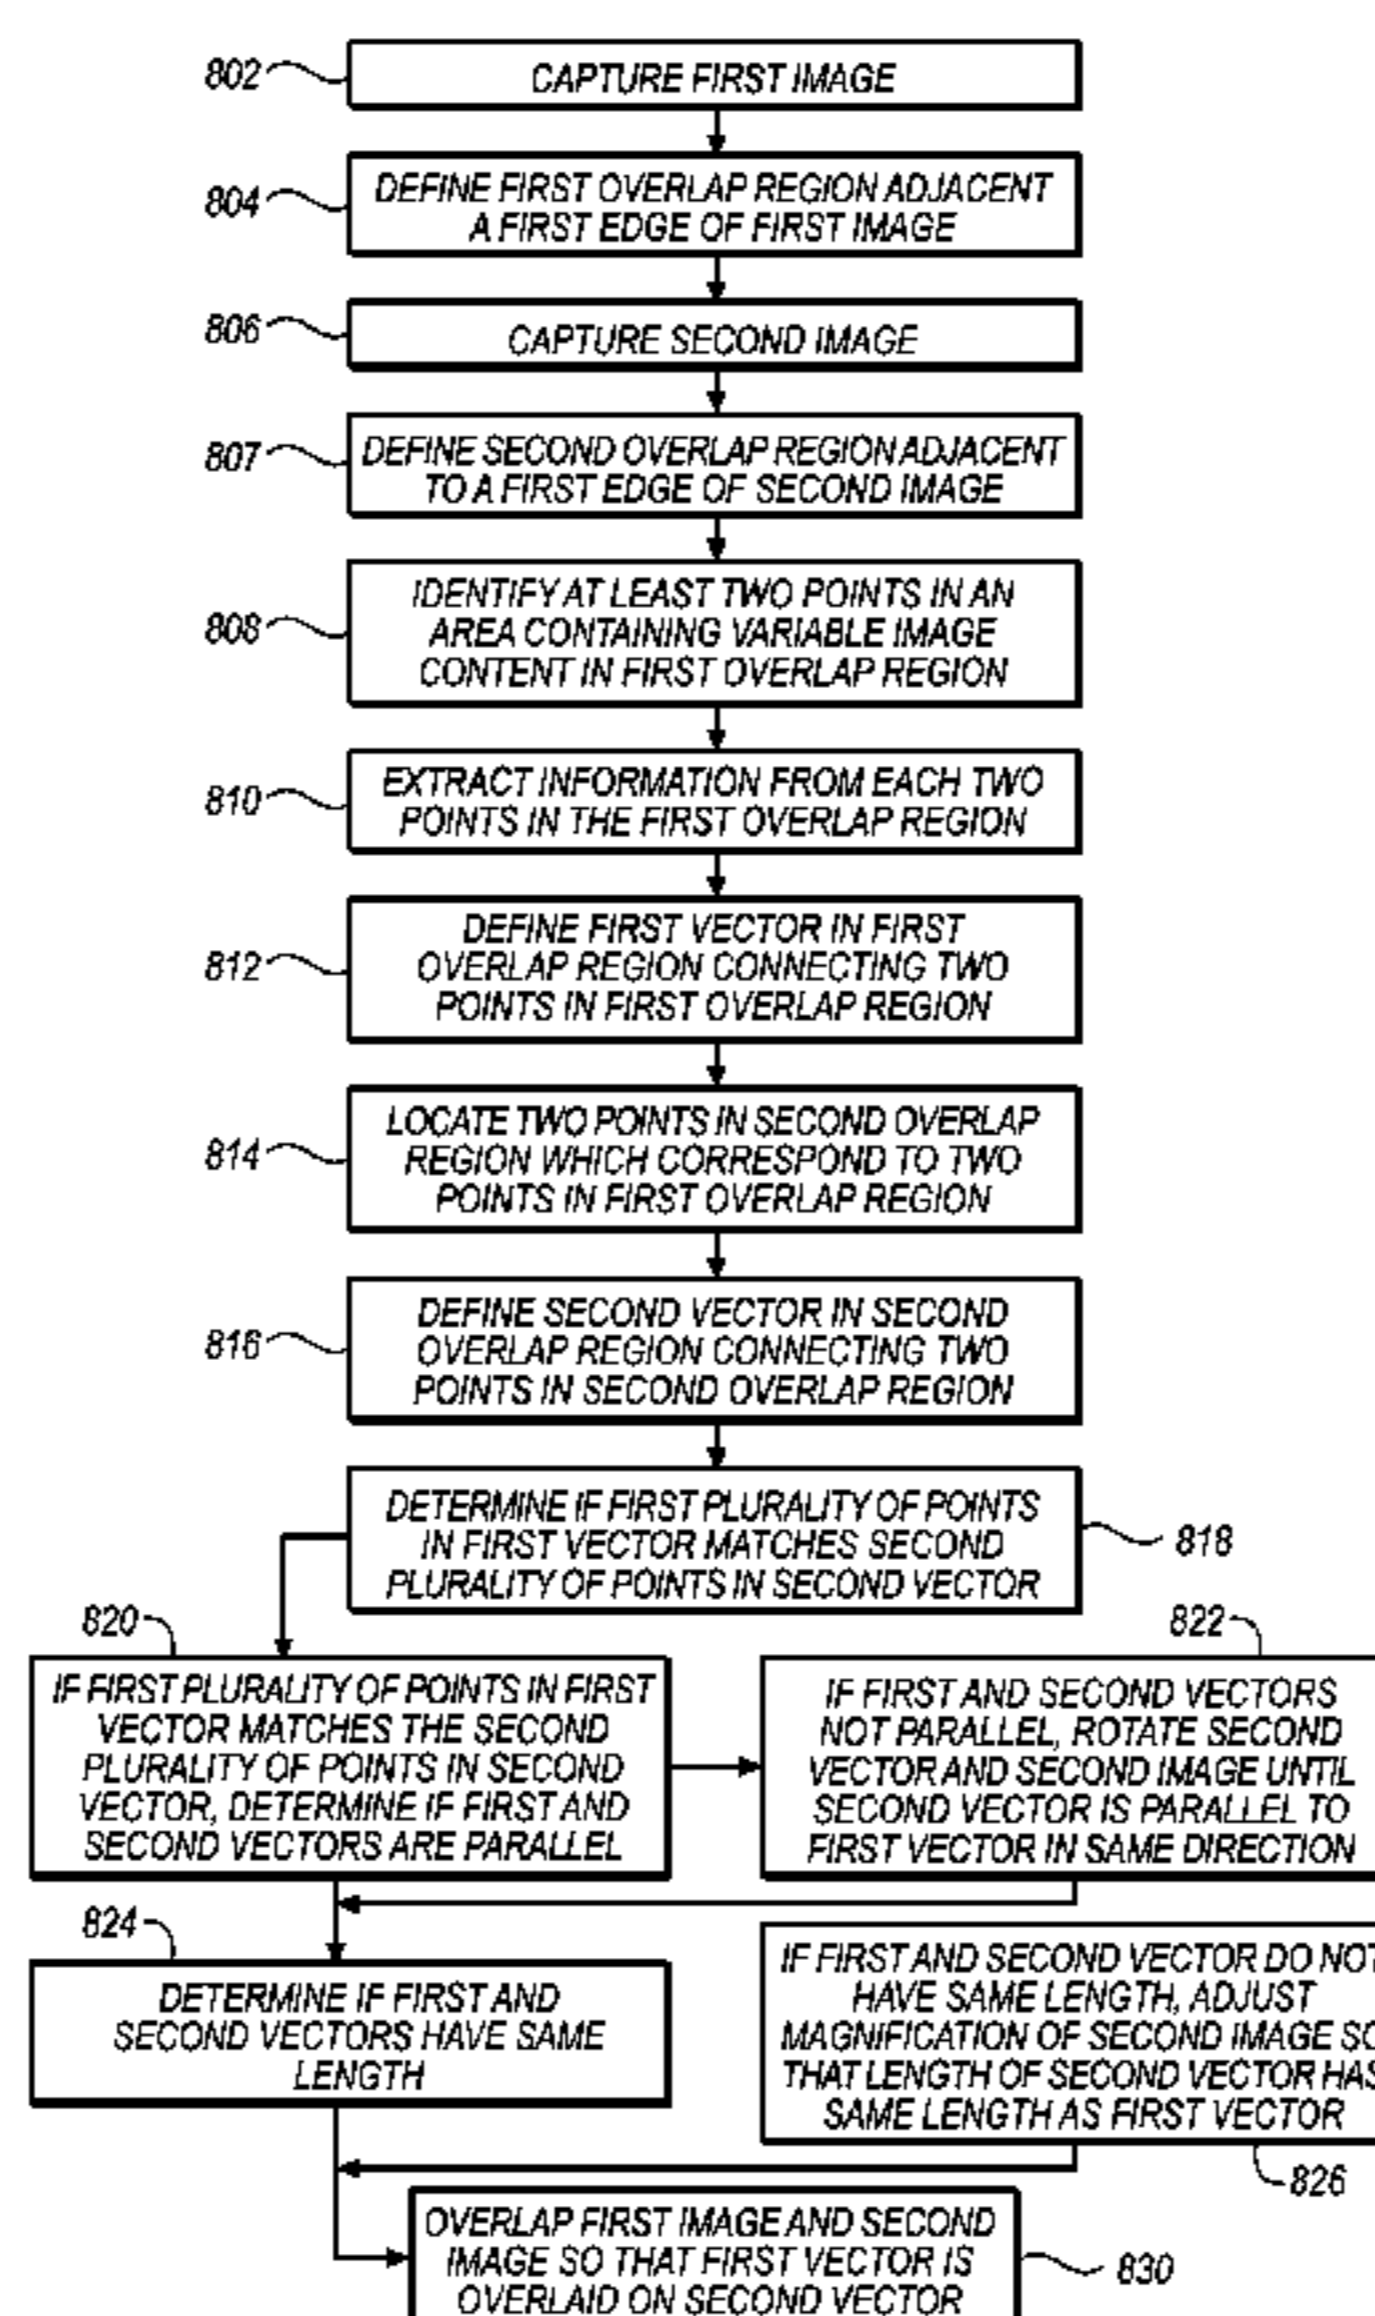 802
CAPTURE FIRST IMAGE
804
DEFINE FIRST OVERLAP REGION ADJACENT
A FIRST EDGE OF FIRST IMAGE
806
CAPTURE SECOND IMAGE
807
DEFINE SECOND OVERLAP REGION ADJACENT
TO A FIRST EDGE OF SECOND IMAGE
808
IDENTIFY AT LEAST TWO POINTS IN AN
AREA CONTAINING VARIABLE IMAGE
CONTENT IN FIRST OVERLAP REGION
810
EXTRACT INFORMATION FROM EACH TWO
POINTS IN THE FIRST OVERLAP REGION
812
DEFINE FIRST VECTOR IN FIRST
OVERLAP REGION CONNECTING TWO
POINTS IN FIRST OVERLAP REGION
814
LOCATE TWO POINTS IN SECOND OVERLAP
REGION WHICH CORRESPOND TO TWO
POINTS IN FIRST OVERLAP REGION
816
DEFINE SECOND VECTOR IN SECOND
OVERLAP REGION CONNECTING TWO
POINTS IN SECOND OVERLAP REGION
DETERMINE IF FIRST PLURALITY OF POINTS
IN FIRST VECTOR MATCHES SECOND
PLURALITY OF POINTS IN SECOND VECTOR
818
820
IF FIRST PLURALITY OF POINTS IN FIRST
VECTOR MATCHES THE SECOND
PLURALITY OF POINTS IN SECOND
VECTOR, DETERMINE IF FIRST AND
SECOND VECTORS ARE PARALLEL
822
IF FIRST AND SECOND VECTORS
NOT PARALLEL, ROTATE SECOND
VECTOR AND SECOND IMAGE UNTIL
SECOND VECTOR IS PARALLEL TO
FIRST VECTOR IN SAME DIRECTION
824
DETERMINE IF FIRST AND
SECOND VECTORS HAVE SAME
LENGTH
IF FIRST AND SECOND VECTOR DO NOT
HAVE SAME LENGTH, ADJUST
MAGNIFICATION OF SECOND IMAGE SO
THAT LENGTH OF SECOND VECTOR HAS
SAME LENGTH AS FIRST VECTOR
826
OVERLAP FIRST IMAGE AND SECOND
IMAGE SO THAT FIRST VECTOR IS
OVERLAID ON SECOND VECTOR
830